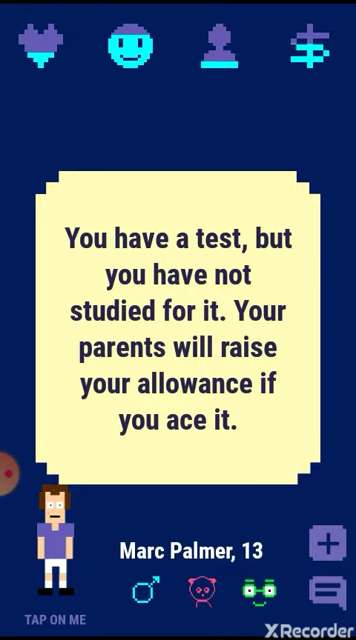 You have a test, but
you have not
studied for it. Your
parents will raise
your allowance if
you ace it.
Marc Palmer, 13
TAP ON ME
XRecorder